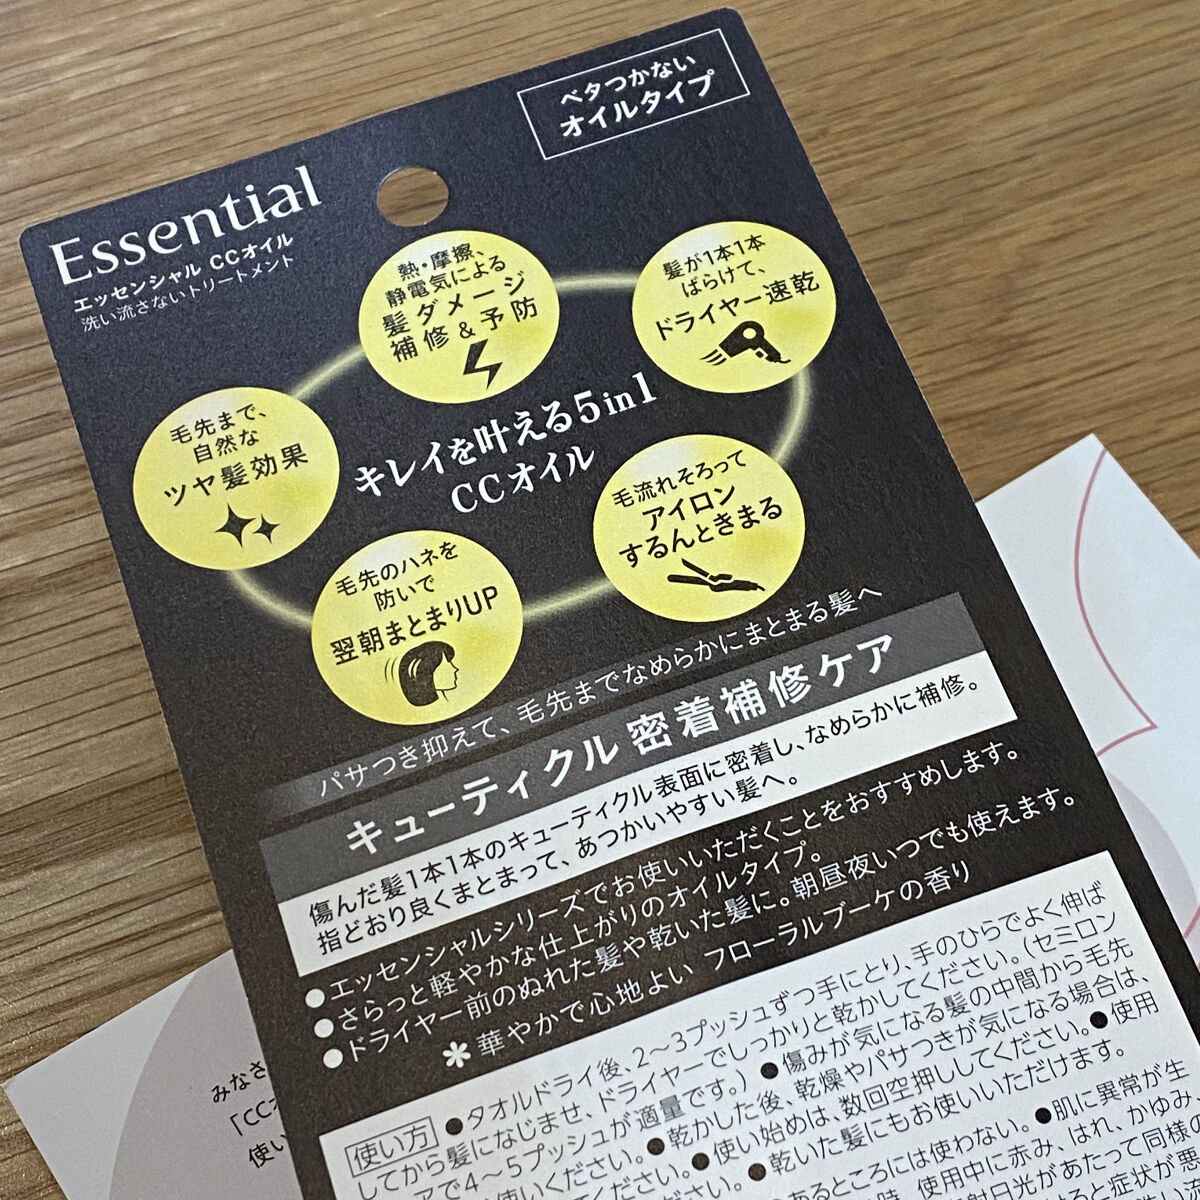 ベタつかない
オイルタイプ
Essential
エッセンシャル CCオイル
洗い流さないトリートメント
熱・摩擦、
静電気による
髪ダメージ
補修&予防
髪が1本1本
ばらけて、
ドライヤー速乾
毛先まで、
自然な
ツヤ髪効果
キレイを叶える5in1
CCオイル
毛流れそろって
アイロン
するんときまる
毛先のハネを
防いで
翌朝まとまりUP
パサつき抑えて、毛先までなめらかにまとまる髪へ
キューティクル密着補修ケア
傷んだ髪1本1本のキューティクル表面に密着し、なめらかに補修。
指どおり良くまとまって、あつかいやすい髪へ。
●エッセンシャルシリーズでお使いいただくことをおすすめします。
●さらっと軽やかな仕上がりのオイルタイプ。
●ドライヤー前のぬれた髪や乾いた髪に。朝昼夜いつでも使えます。
*華やかで心地よい フローラルブーケの香り
使い方 ●タオルドライ後、2〜3プッシュずつ手にとり、手のひらでよく伸ば
してから髪になじませ、ドライヤーでしっかりと乾かしてください。(セミロン
アで4〜5プッシュが適量です。) ●傷みが気になる髪の中間から毛先
使いください。●乾かした後、乾燥やパサつきが気になる場合は、
ださい。●使い始めは、数回空押ししてください。●使用
●乾いた髪にもお使いいただけます。
あるところには使わない。●肌に異常が生
時、使用中に赤み、はれ、かゆみ、
日光があたって同様の
と症状が悪
みなさ
「CCオ
使い